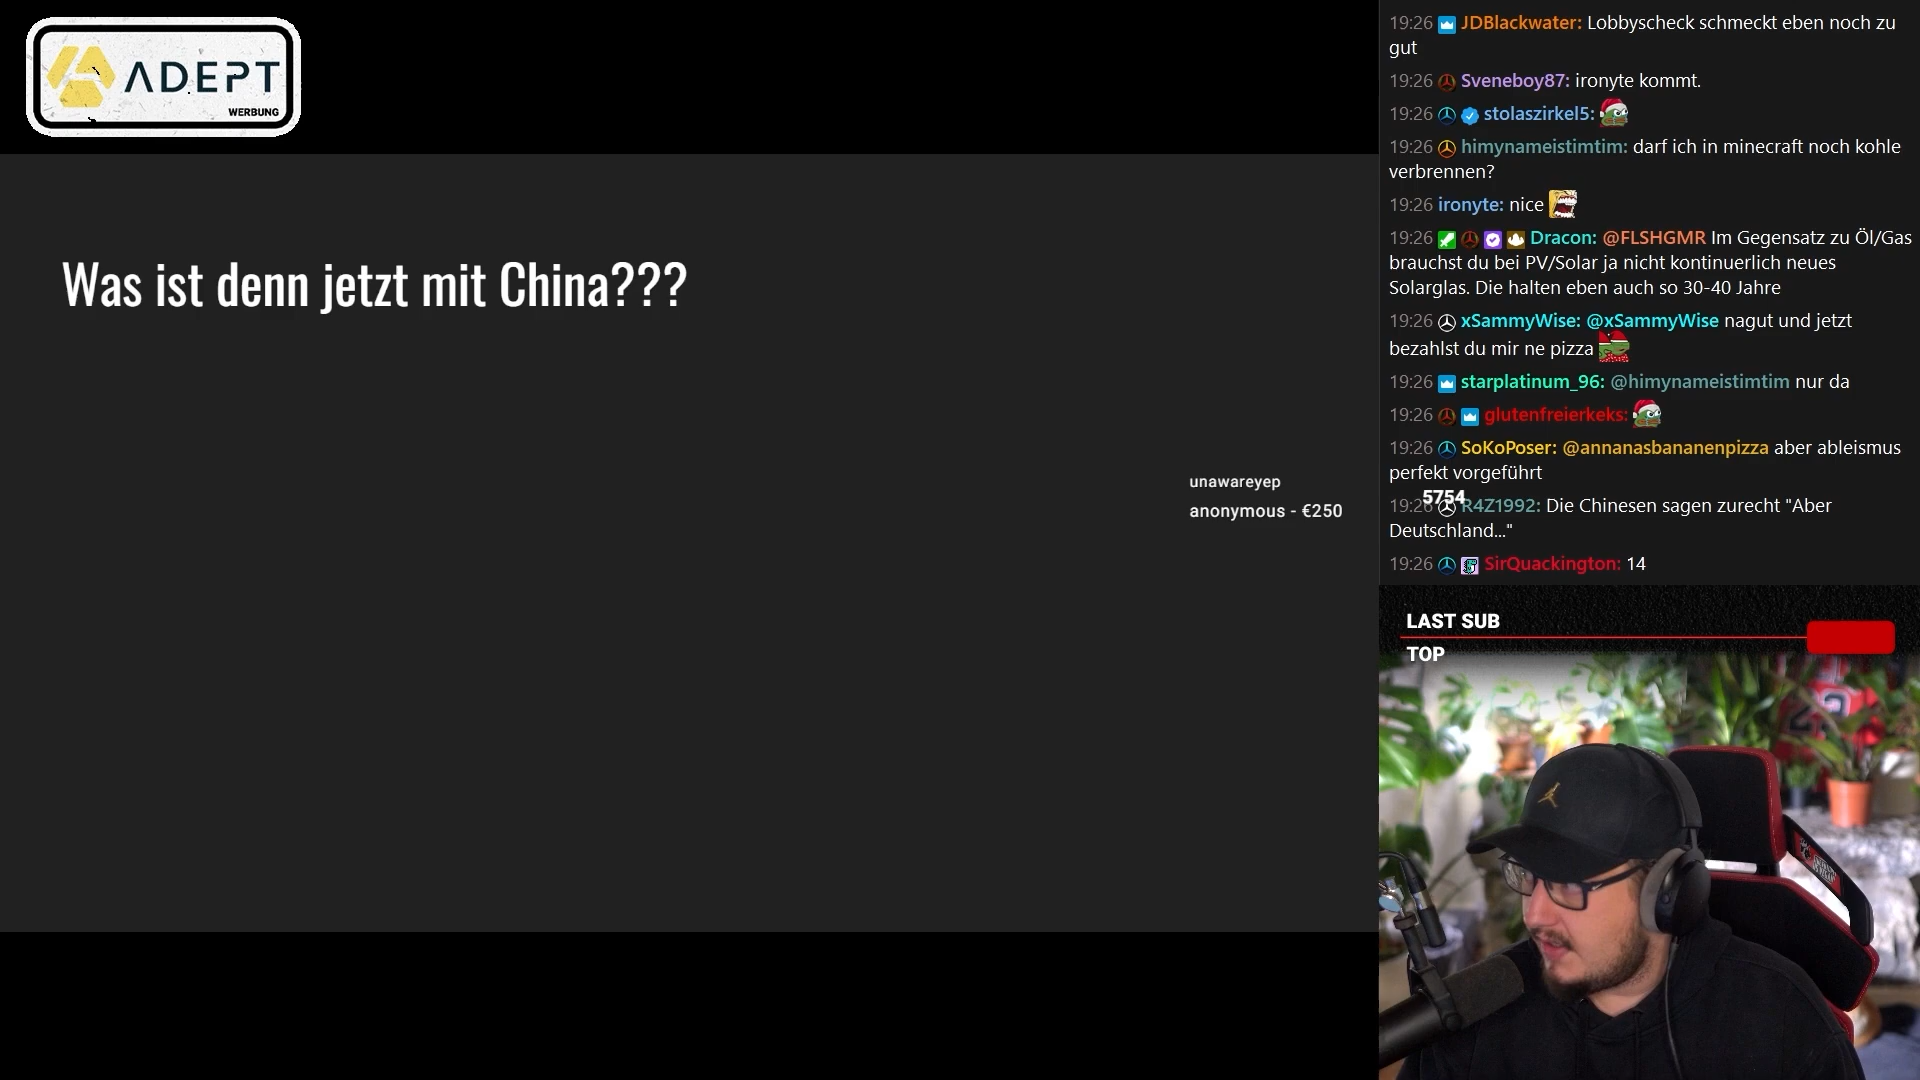 ADEPT
WERBUNG
Was ist denn jetzt mit China???
unawareyep
anonymous - €250
19:26 JDBlackwater: Lobbyscheck schmeckt eben noch zu
gut
19:26 Sveneboy87: ironyte kommt.
19:26 stolaszirkel5:
19:26 himynameistimtim: darf ich in minecraft noch kohle
verbrennen?
19:26 ironyte: nice
19:26 Dracon: @FLSHGMR Im Gegensatz zu Öl/Gas
brauchst du bei PV/Solar ja nicht kontinuerlich neues
Solarglas. Die halten eben auch so 30-40 Jahre
19:26 xSammyWise: @xSammyWise nagut und jetzt
bezahlst du mir ne pizza
19:26 starplatinum_96: @himynameistimtim nur da
19:26 glutenfreierkeks:
19:26 SoKoPoser: @annanasbananenpizza aber ableismus
perfekt vorgeführt
5754
19:26 R4Z1992: Die Chinesen sagen zurecht "Aber
Deutschland..."
19:26 SirQuackington: 14
LAST SUB
TOP